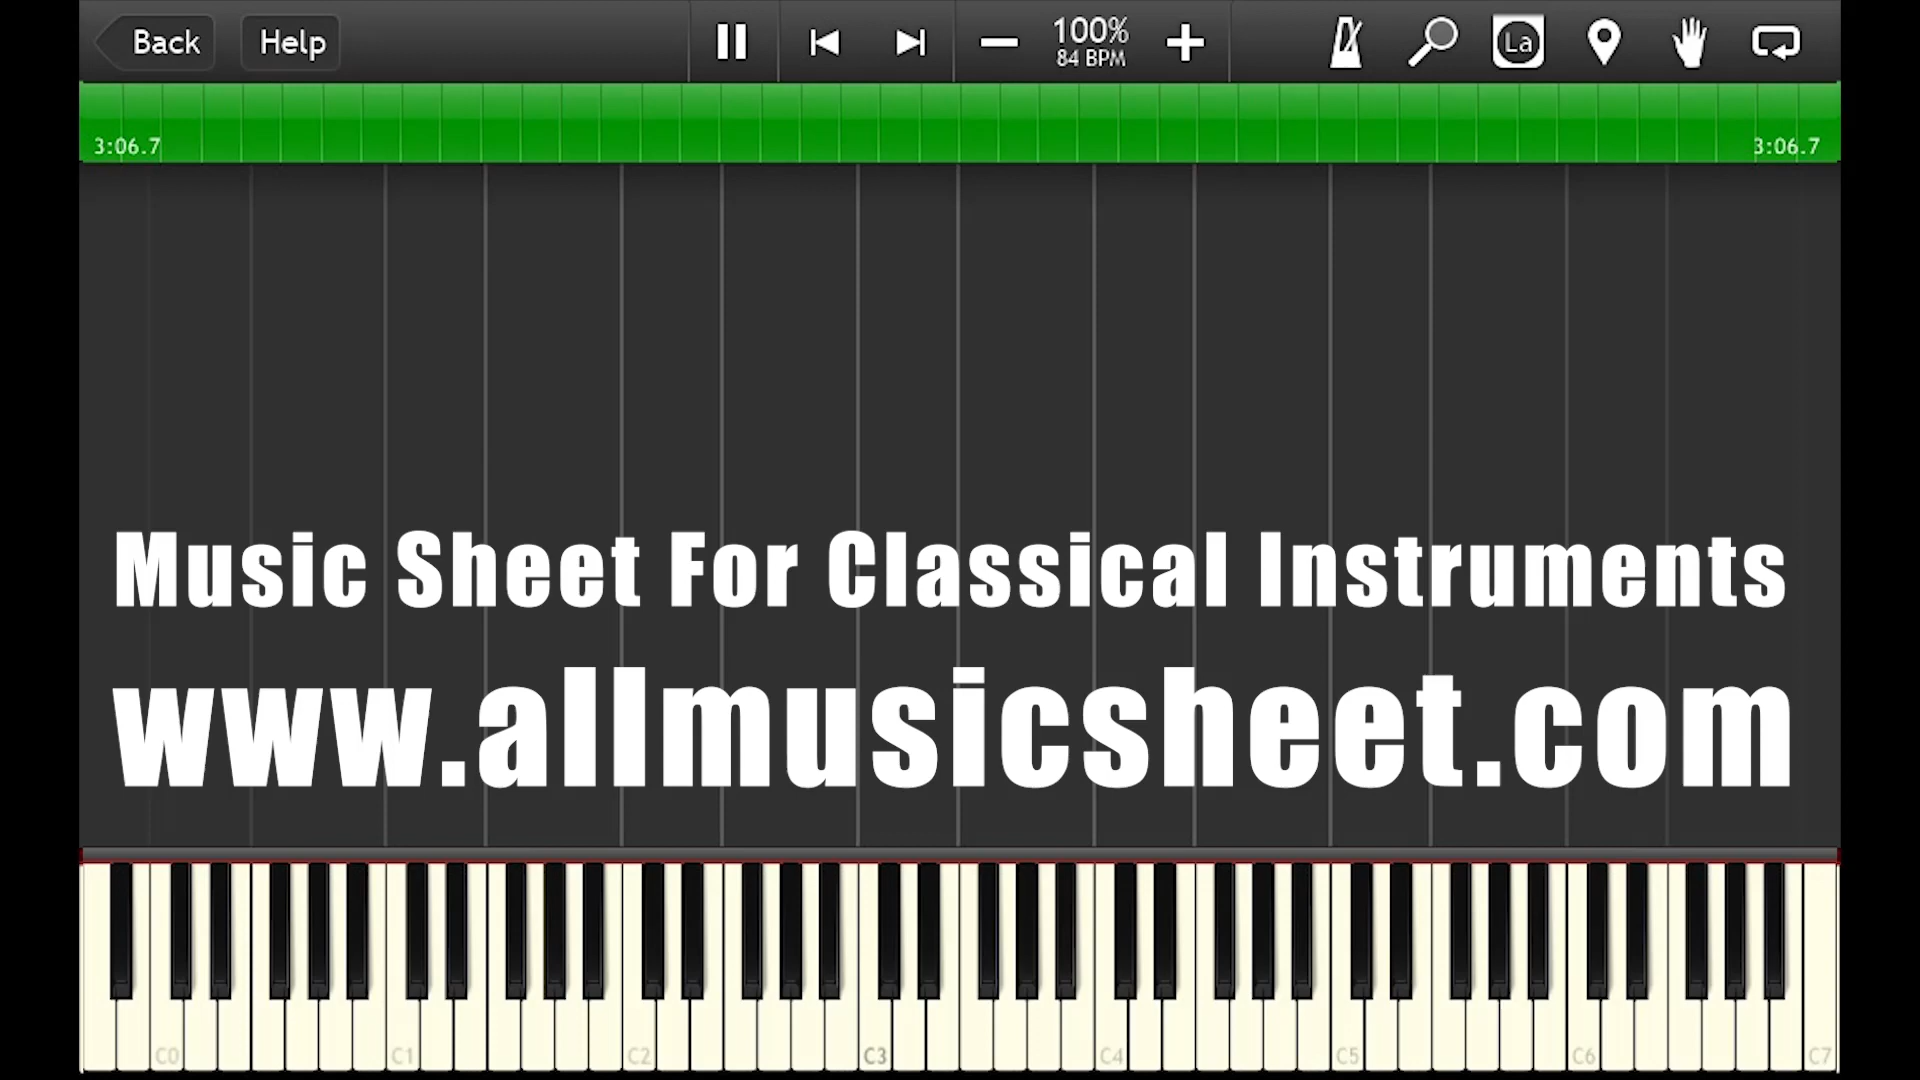 Back
Help
100%
84 BPM
La
3:06.7
3:06.7
Music Sheet For Classical Instruments
www.allmusicsheet.com
C0 C1 C2 C3 C4 C5 C6 C7